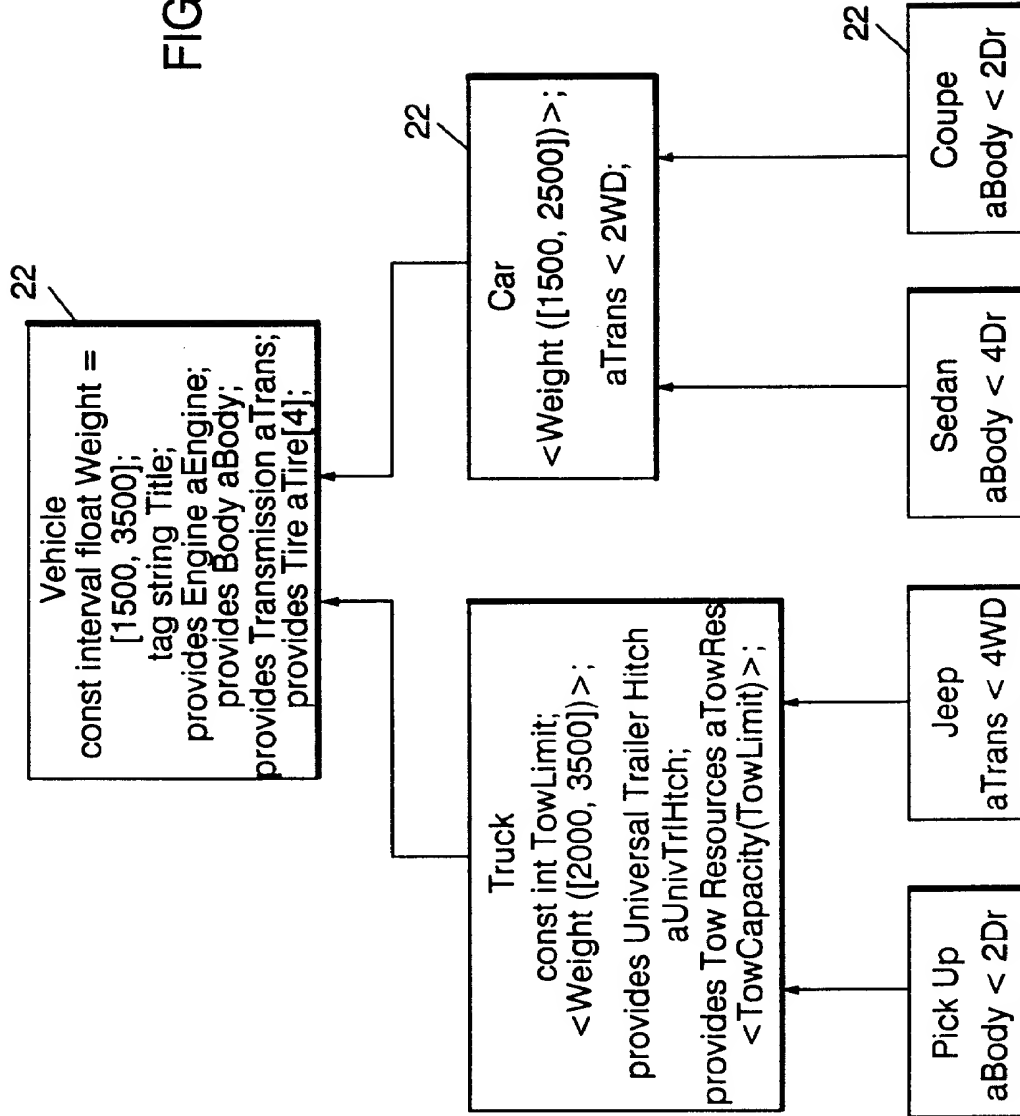 FIG
22
Vehicle
const interval float Weight =
[1500, 3500];
tag string Title;
provides Engine aEngine;
provides Body aBody;
provides Transmission aTrans;
provides Tire aTire[4];
Truck
const int TowLimit;
<Weight ([2000, 3500])>;
provides Universal Trailer Hitch
aUnivTrlHtch;
provides Tow Resources aTowRes
<TowCapacity(TowLimit)>;
22
Car
<Weight ([1500, 2500])>;
aTrans < 2WD;
Pick Up
aBody < 2Dr
Jeep
aTrans < 4WD
Sedan
aBody < 4Dr
22
Coupe
aBody < 2Dr